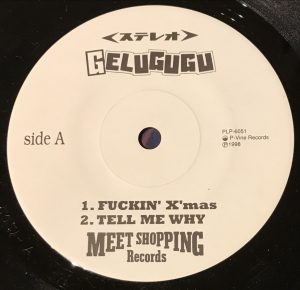 <ステレオ>
GELUGUGU
side A
PLP-6051
© P-Vine Records
℗1998
1. FUCKIN' X'mas
2. TELL ME WHY
MEET SHOPPING
Records